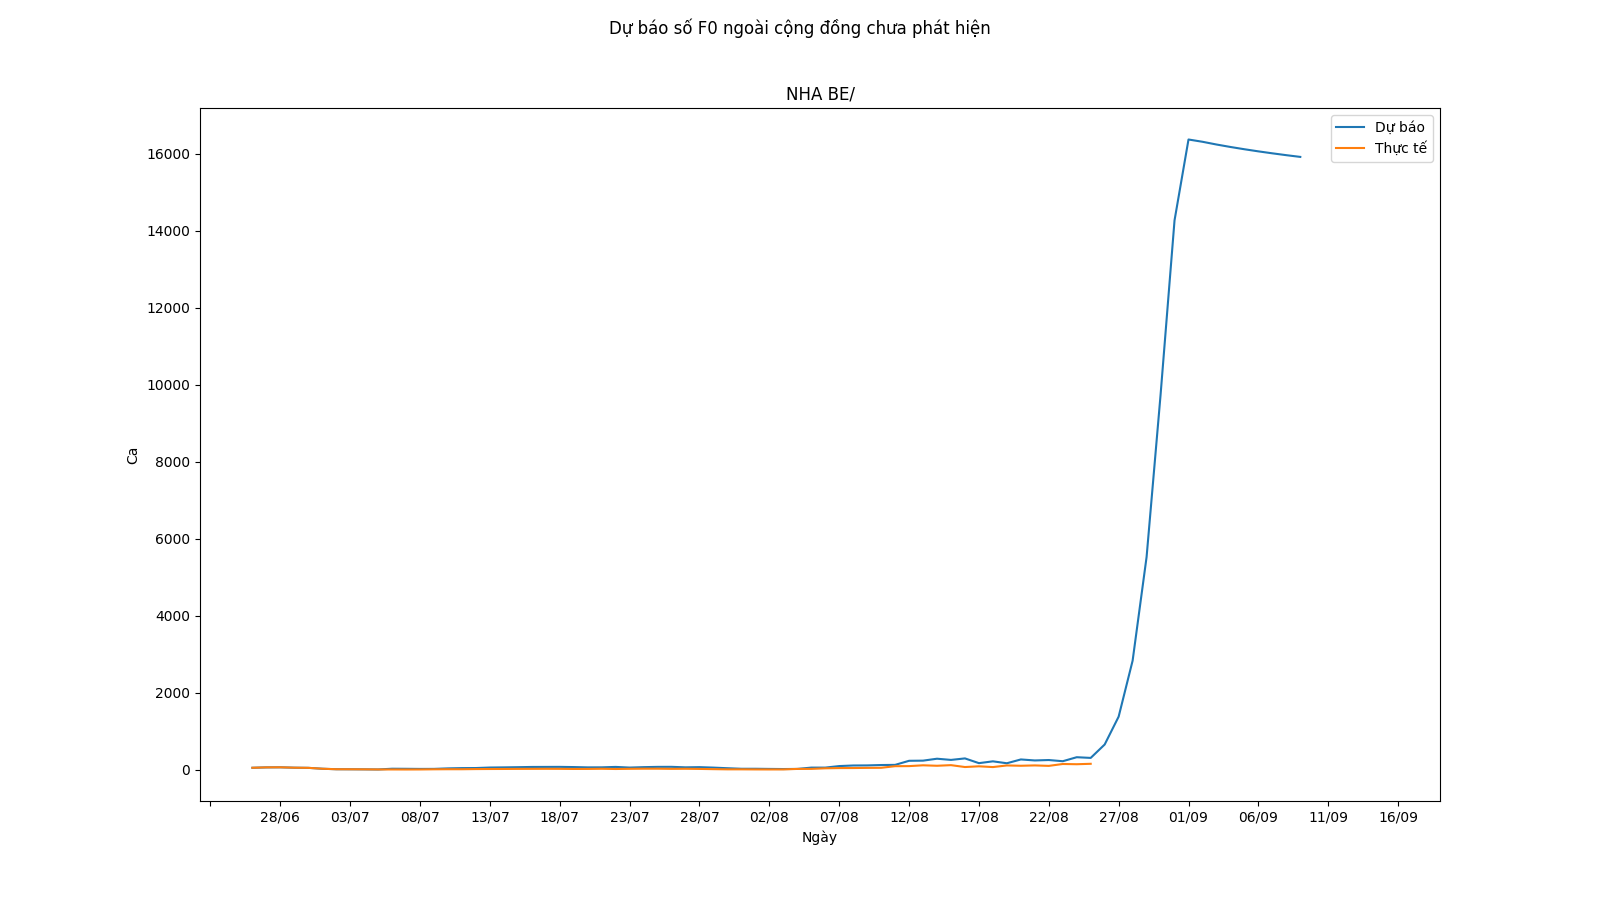 Dự báo số F0 ngoài cộng đồng chưa phát hiện
NHA BE/
Dự báo
Thực tế
16000
14000
12000
10000
8000
6000
4000
2000
0
Ca
28/06 03/07 08/07 13/07 18/07 23/07 28/07 02/08 07/08 12/08 17/08 22/08 27/08 01/09 06/09 11/09 16/09
Ngày